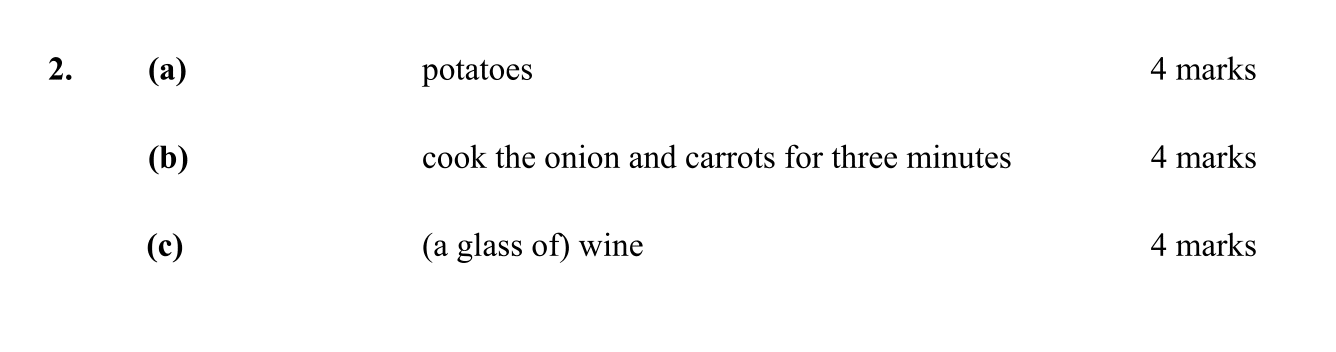 2. (a) potatoes 4 marks
(b) cook the onion and carrots for three minutes 4 marks
(c) (a glass of) wine 4 marks